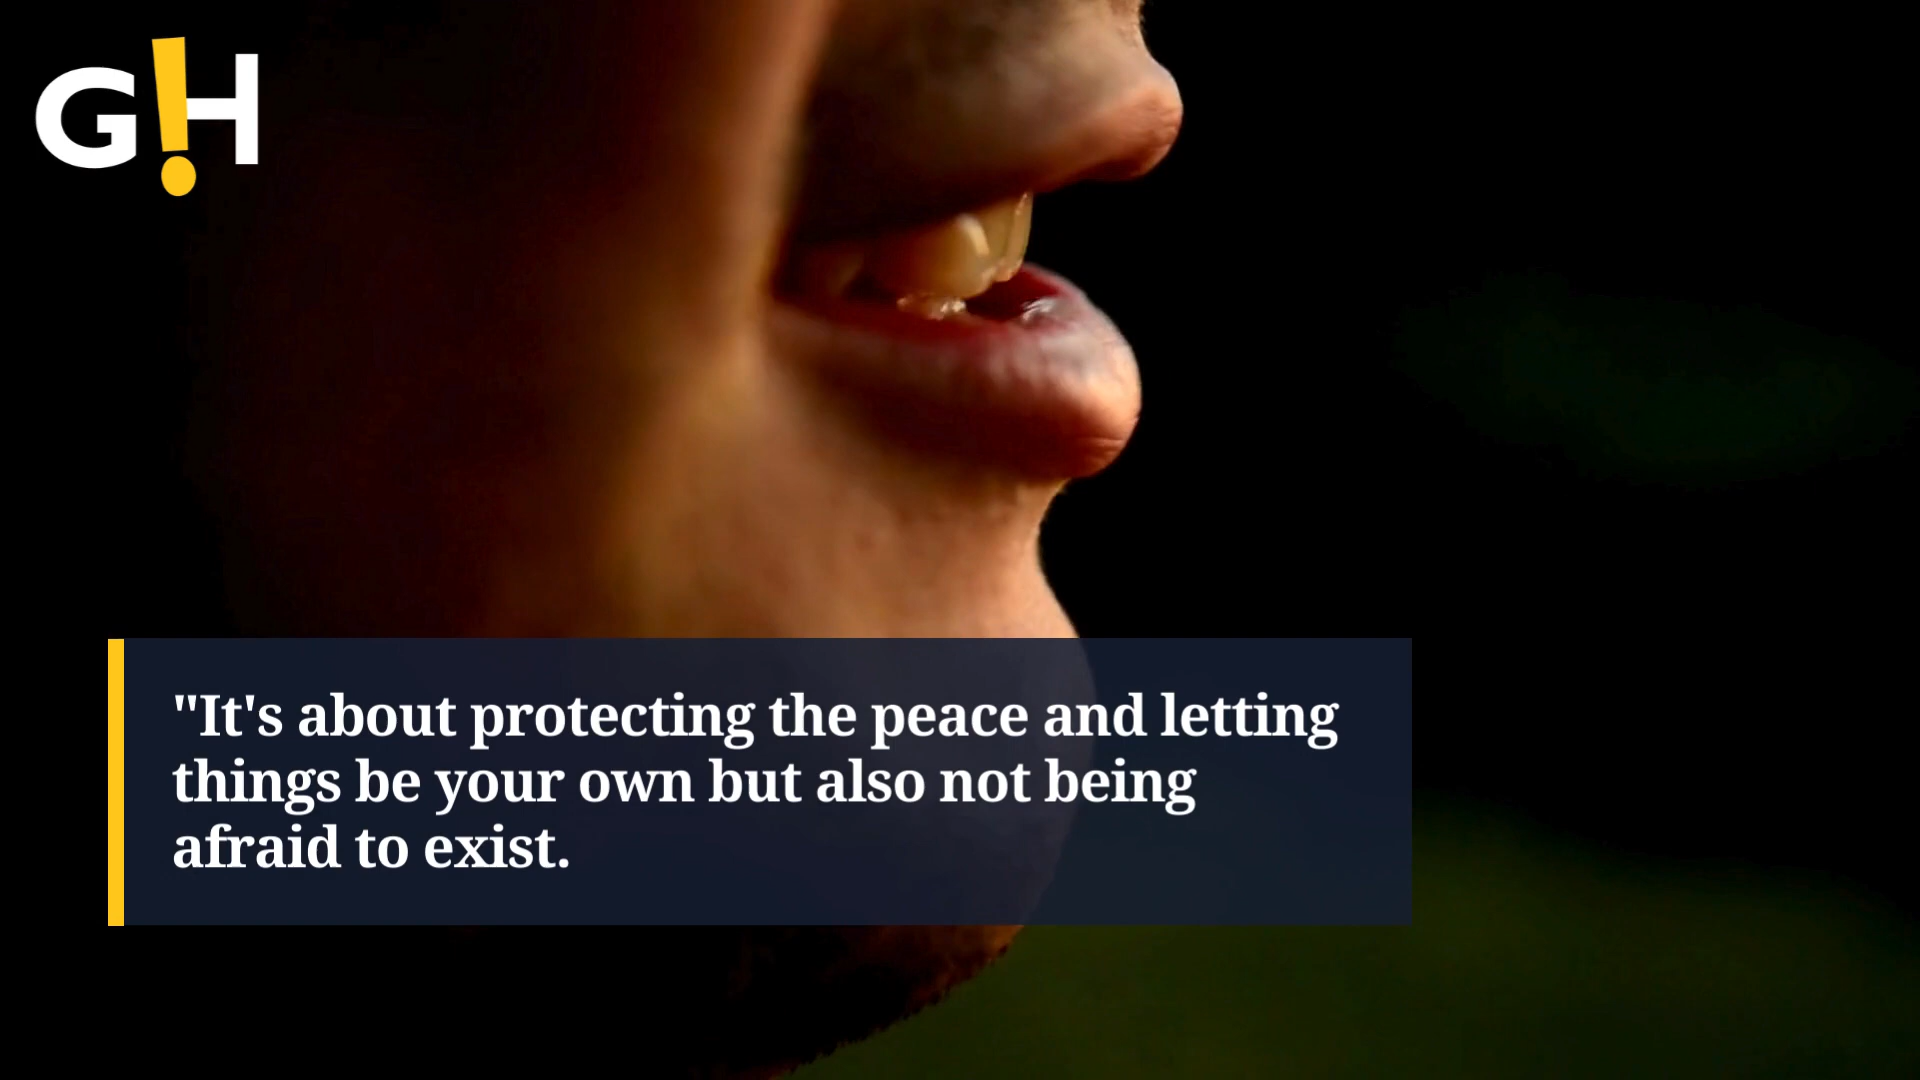 G!H
"It's about protecting the peace and letting
things be your own but also not being
afraid to exist.